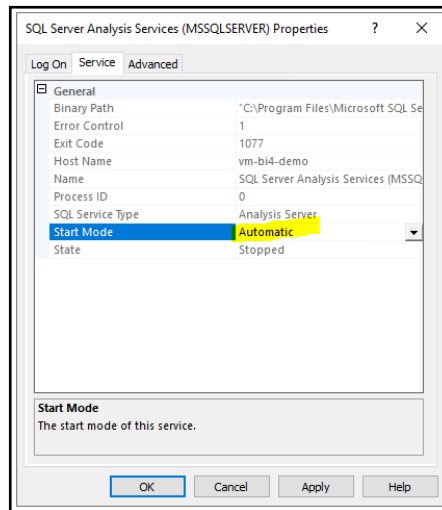 SQL Server Analysis Services (MSSQLSERVER) Properties ? ×
Log On Service Advanced
General
Binary Path "C:\Program Files\Microsoft SQL Se
Error Control 1
Exit Code 1077
Host Name vm-bi4-demo
Name SQL Server Analysis Services (MSSQ
Process ID 0
SQL Service Type Analysis Server
Start Mode Automatic
State Stopped
Start Mode
The start mode of this service.
OK Cancel Apply Help